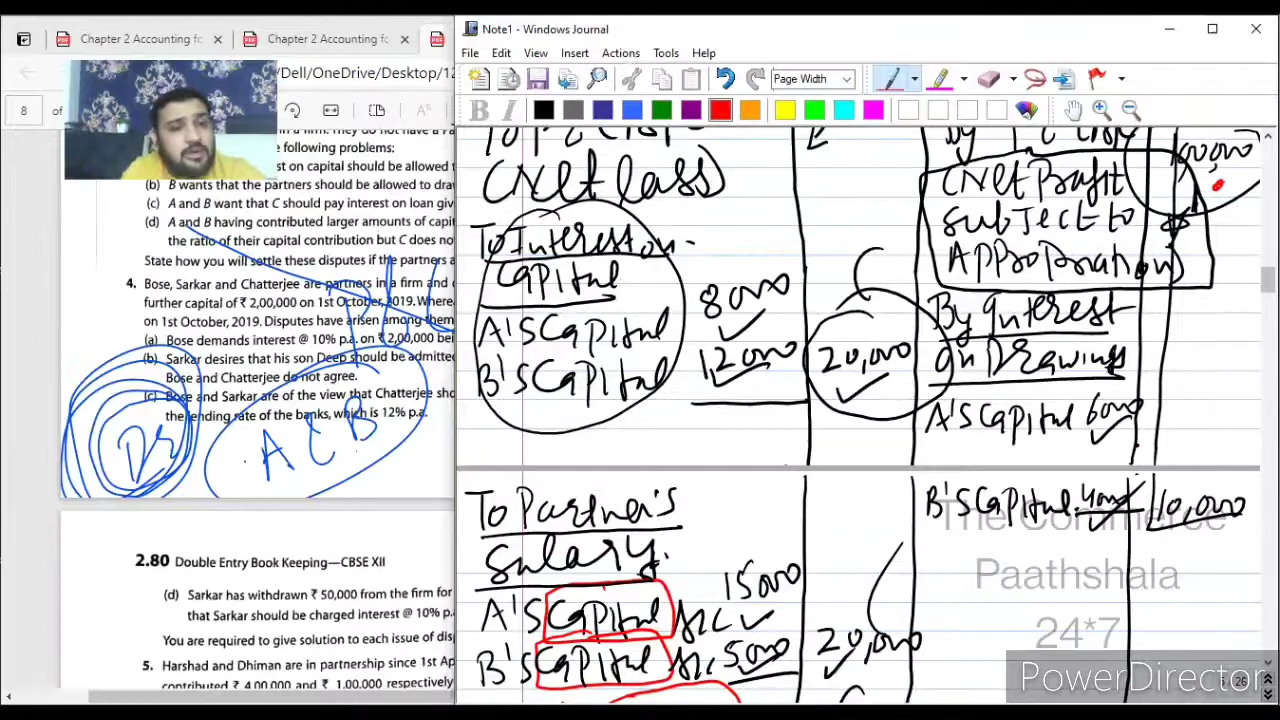 Chapter 2 Accounting fo
Chapter 2 Accounting fo
/Dell/OneDrive/Desktop/12
8 of
following problems:
est on capital should be allowed t
(b) B wants that the partners should be allowed to dra
(c) A and B want that C should pay interest on loan giv
(d) A and B having contributed larger amounts of capit
the ratio of their capital contribution but C does no
State how you will settle these disputes if the partners a
4. Bose, Sarkar and Chatterjee are partners in a firm and
further capital of ₹ 2,00,000 on 1st October, 2019. Where
on 1st October, 2019. Disputes have arisen among them
(a) Bose demands interest @ 10% p.a. on ₹ 2,00,000 bei
(b) Sarkar desires that his son Deep should be admitted
Bose and Chatterjee do not agree.
(c) Bose and Sarkar are of the view that Chatterjee sho
the lending rate of the banks, which is 12% p.a.
Dr
A & B
2.80 Double Entry Book Keeping—CBSE XII
(d) Sarkar has withdrawn ₹ 50,000 from the firm for
that Sarkar should be charged interest @ 10% p.
You are required to give solution to each issue of disp
5. Harshad and Dhiman are in partnership since 1st Ap
contributed ₹ 4,00,000 and ₹ 1,00,000 respectively
Note1 - Windows Journal
File Edit View Insert Actions Tools Help
Page Width
B I
(Net lass)
To Interest on
Capital
A'S Capital 8000
B'S Capital 12000 20,000
(Net Profit
Subject to
Appropriation)
By Interest
on Drawings
A'S Capital 6000
B'S Capital 4000 10,000
To Partner's
Salary
A'S Capital A/c 15000
B'S Capital A/c 5000 20,000
The Commerce
Paathshala
24*7
PowerDirector